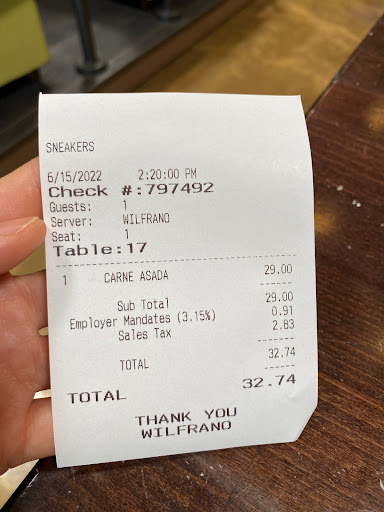 SNEAKERS
6/15/2022 2:20:00 PM
Check #:797492
Guests: 1
Server: WILFRANO
Seat: 1
Table:17
1 CARNE ASADA 29.00
Sub Total 29.00
Employer Mandates (3.15%) 0.91
Sales Tax 2.83
TOTAL 32.74
TOTAL 32.74
THANK YOU
WILFRANO